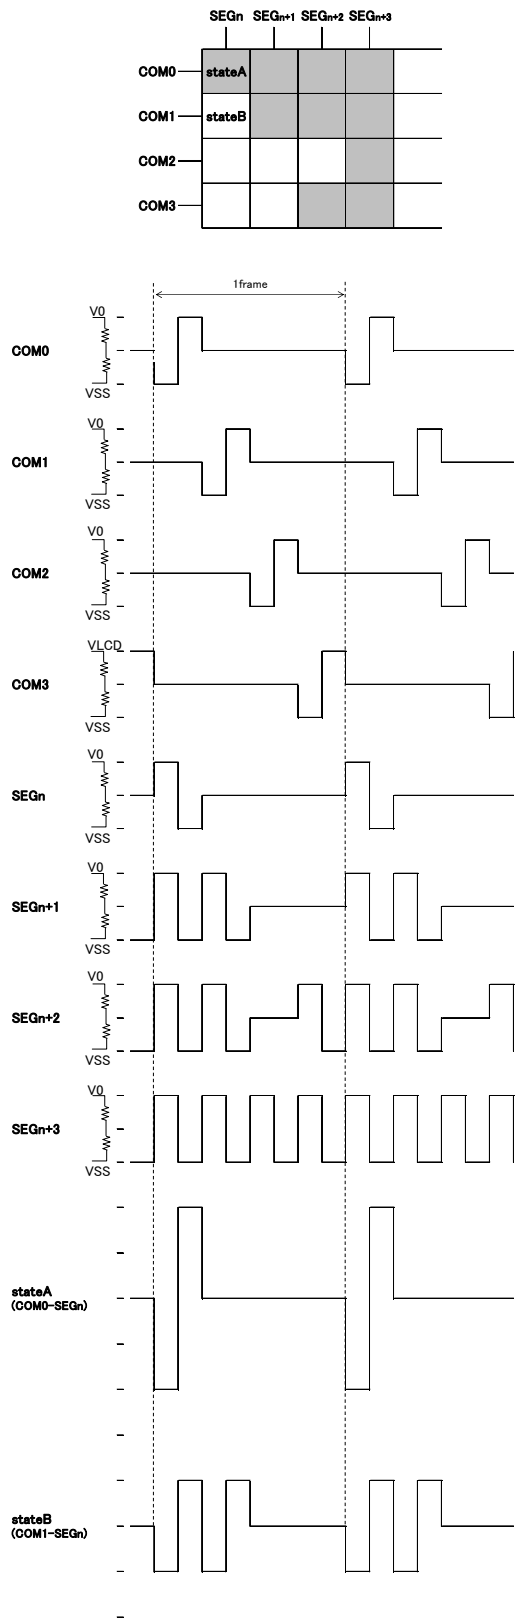 SEGn SEGn+1 SEGn+2 SEGn+3
COM0 stateA
COM1 stateB
COM2
COM3
1frame
V0
COM0
VSS
V0
COM1
VSS
V0
COM2
VSS
VLCD
COM3
VSS
V0
SEGn
VSS
V0
SEGn+1
VSS
V0
SEGn+2
VSS
V0
SEGn+3
VSS
stateA
(COM0-SEGn)
stateB
(COM1-SEGn)